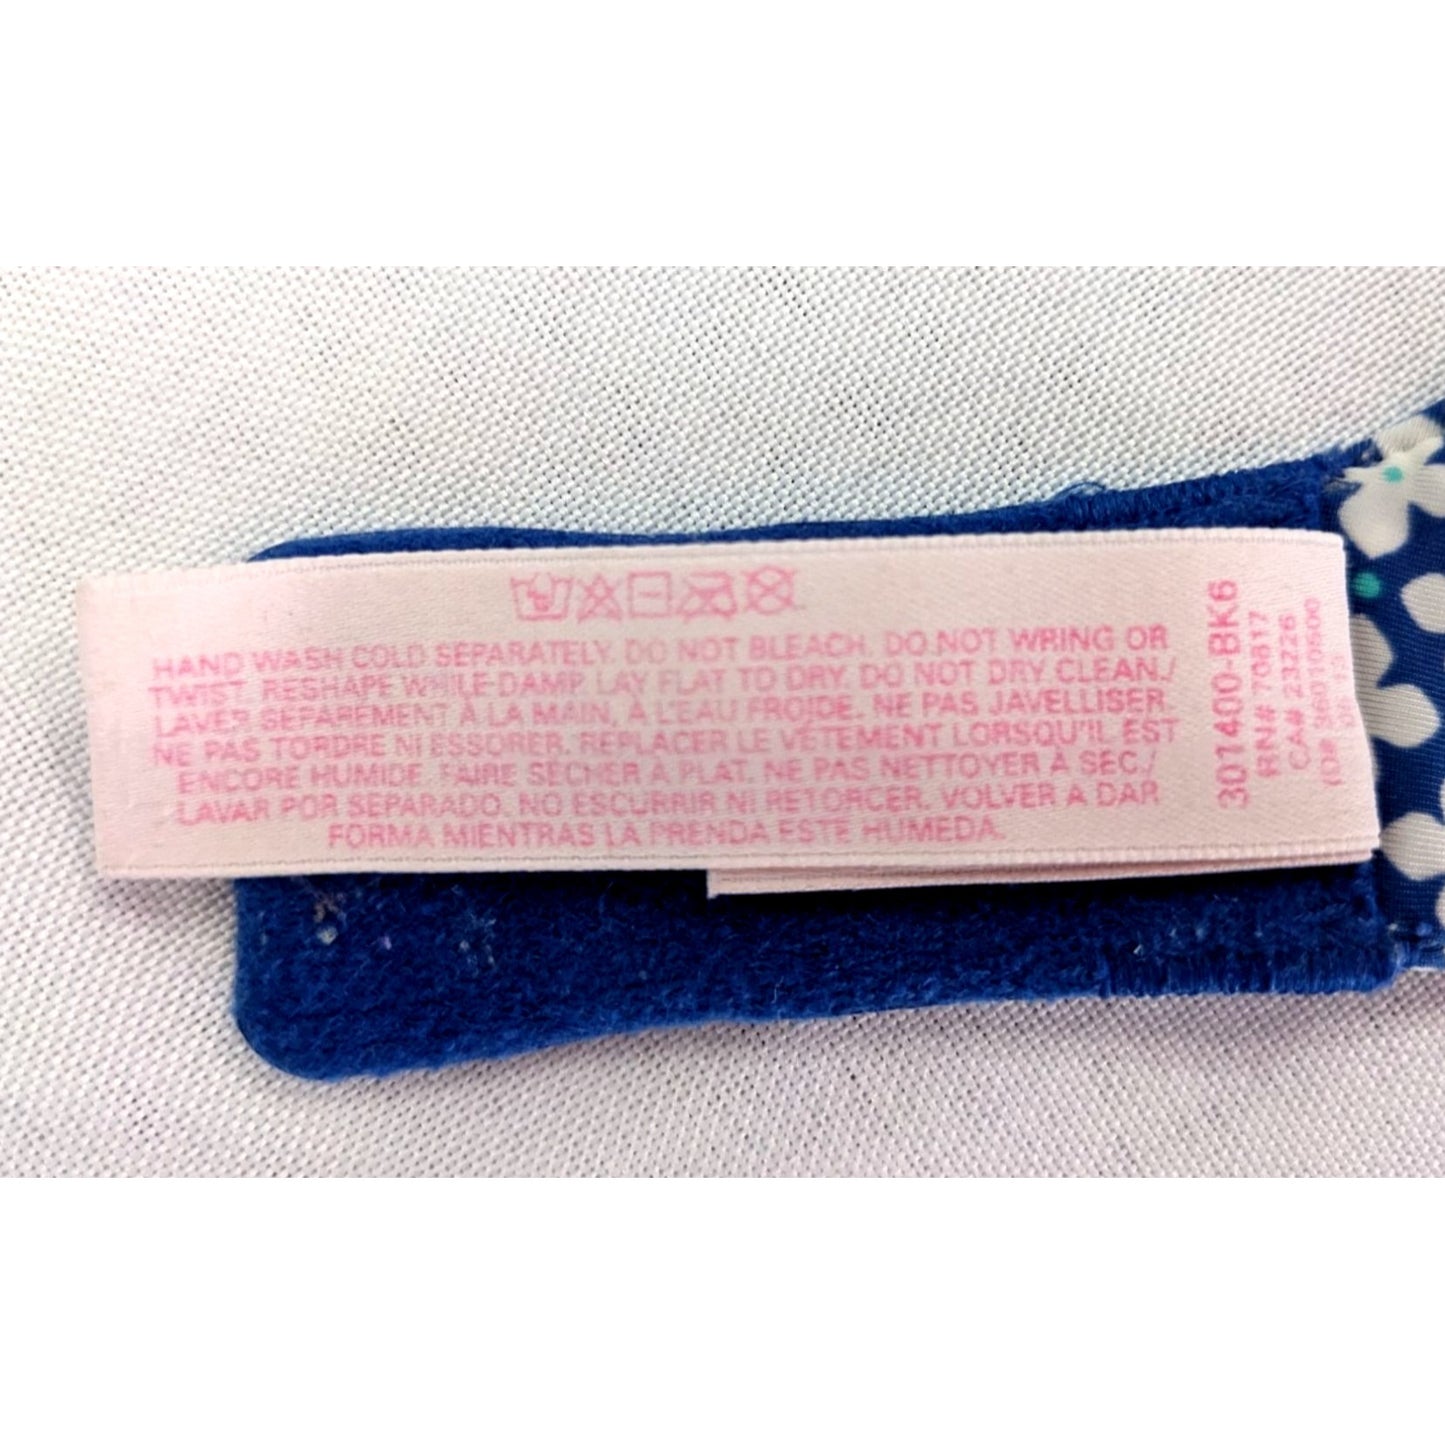 HAND WASH COLD SEPARATELY. DO NOT BLEACH. DO NOT WRING OR
TWIST. RESHAPE WHILE DAMP. LAY FLAT TO DRY. DO NOT DRY CLEAN./
LAVER SÉPARÉMENT À LA MAIN, À L'EAU FROIDE. NE PAS JAVELLISER.
NE PAS TORDRE NI ESSORER. REPLACER LE VÊTEMENT LORSQU'IL EST
ENCORE HUMIDE. FAIRE SÉCHER À PLAT. NE PAS NETTOYER À SEC./
LAVAR POR SEPARADO. NO ESCURRIR NI RETORCER. VOLVER A DAR
FORMA MIENTRAS LA PRENDA ESTE HUMEDA.
301400-BK6
RN# 70817
CA# 23226